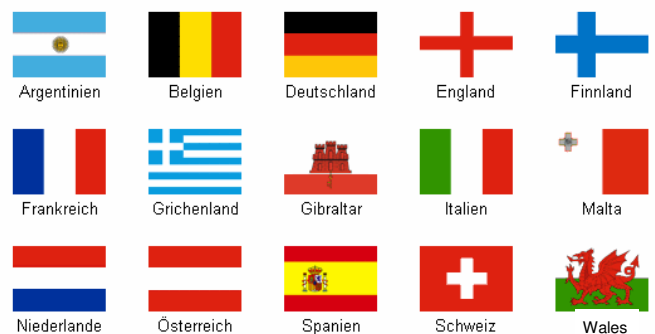 Argentinien Belgien Deutschland England Finnland
Frankreich Grichenland Gibraltar Italien Malta
Niederlande Österreich Spanien Schweiz Wales